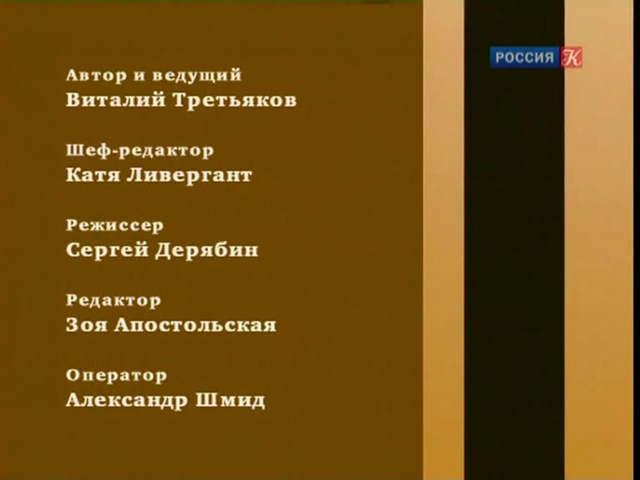 РОССИЯ К
Автор и ведущий
Виталий Третьяков
Шеф-редактор
Катя Ливергант
Режиссер
Сергей Дерябин
Редактор
Зоя Апостольская
Оператор
Александр Шмид